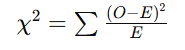 χ² = ∑ (O−E)²/E